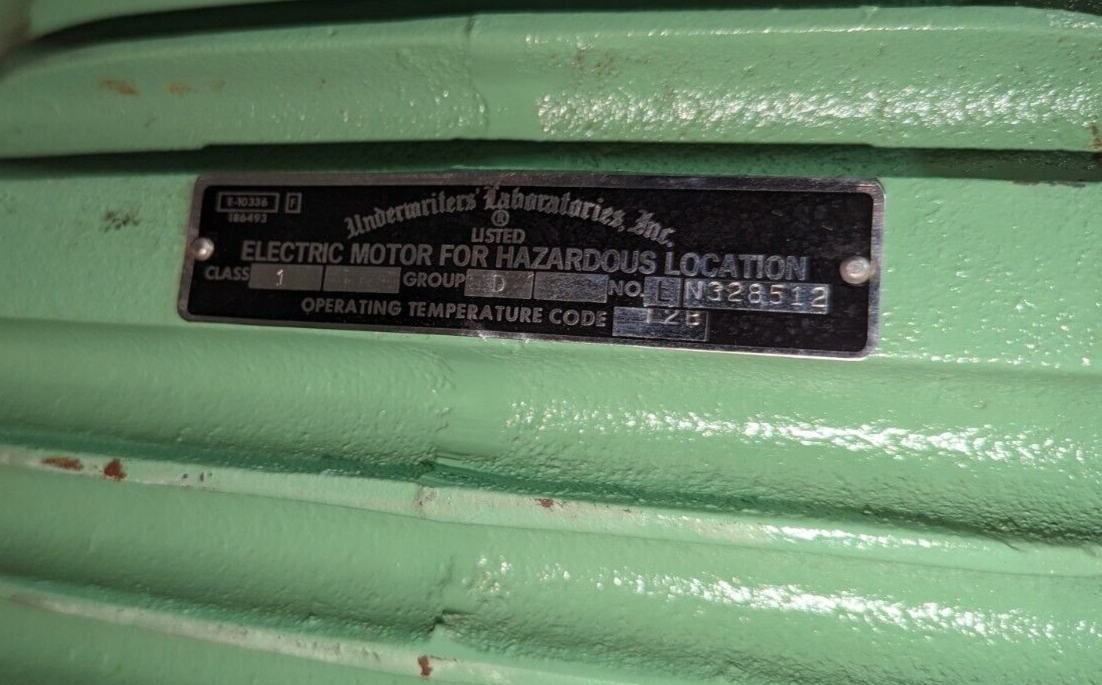 E-10336 F
186493
Underwriters' Laboratories, Inc.
®
LISTED
ELECTRIC MOTOR FOR HAZARDOUS LOCATION
CLASS 1 GROUP D NO. E N328512
OPERATING TEMPERATURE CODE